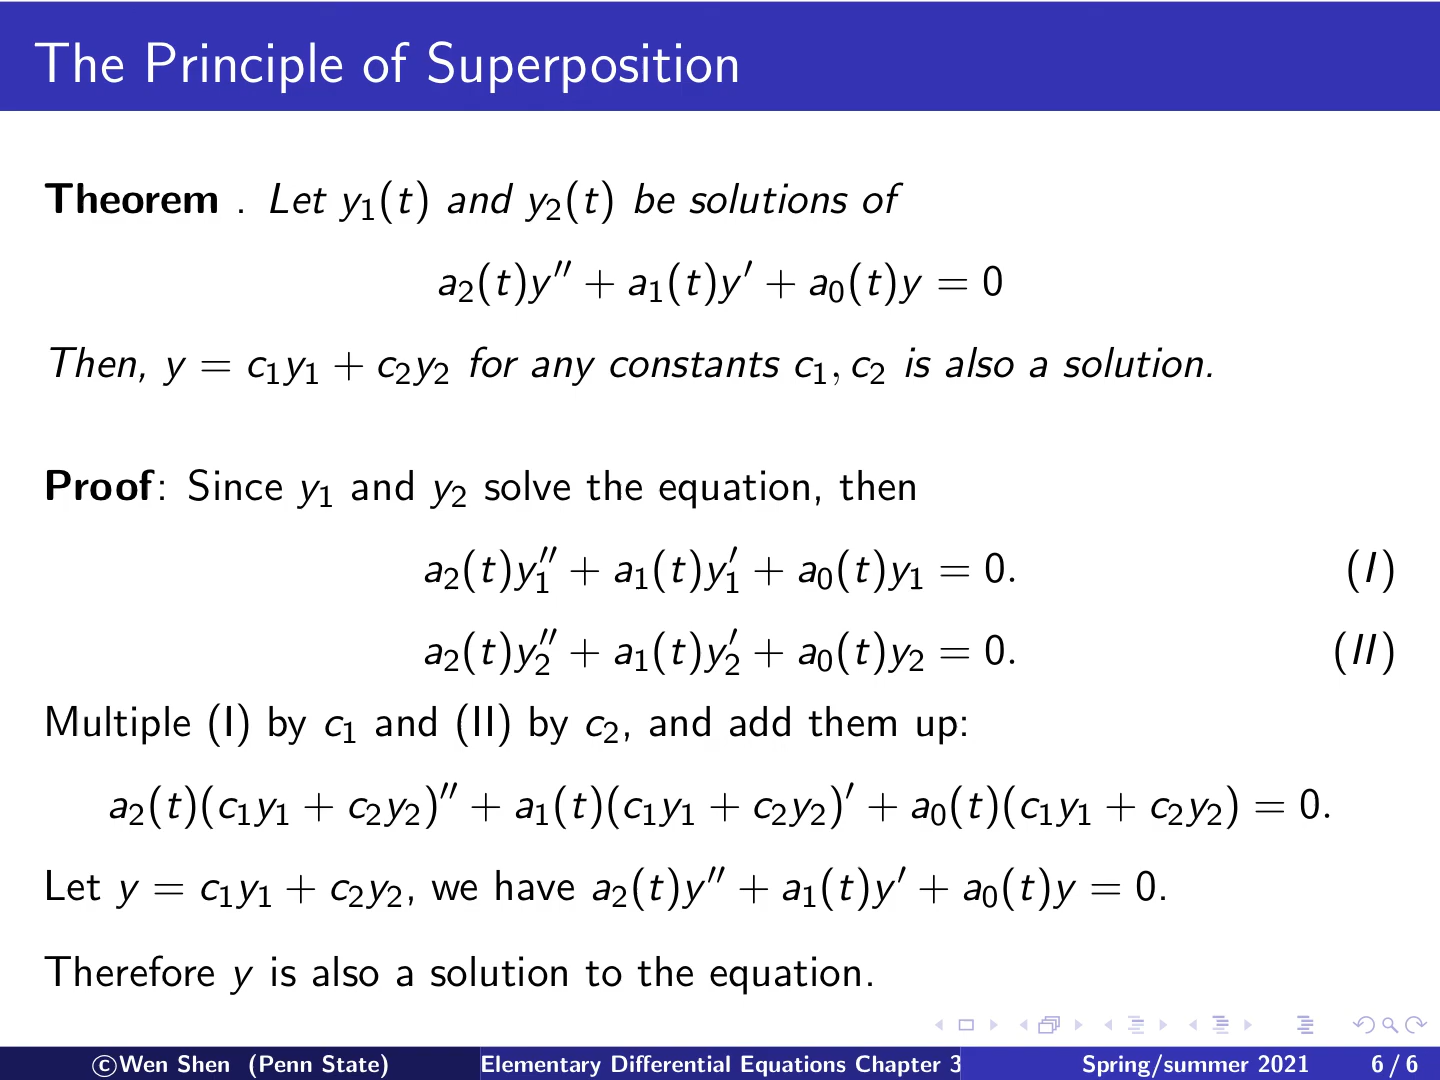 The Principle of Superposition
Theorem . Let y₁(t) and y₂(t) be solutions of
a₂(t)y″ + a₁(t)y′ + a₀(t)y = 0
Then, y = c₁y₁ + c₂y₂ for any constants c₁, c₂ is also a solution.
Proof: Since y₁ and y₂ solve the equation, then
a₂(t)y₁″ + a₁(t)y₁′ + a₀(t)y₁ = 0. (I)
a₂(t)y₂″ + a₁(t)y₂′ + a₀(t)y₂ = 0. (II)
Multiple (I) by c₁ and (II) by c₂, and add them up:
a₂(t)(c₁y₁ + c₂y₂)″ + a₁(t)(c₁y₁ + c₂y₂)′ + a₀(t)(c₁y₁ + c₂y₂) = 0.
Let y = c₁y₁ + c₂y₂, we have a₂(t)y″ + a₁(t)y′ + a₀(t)y = 0.
Therefore y is also a solution to the equation.
©Wen Shen (Penn State) Elementary Differential Equations Chapter 3 Spring/summer 2021 6 / 6